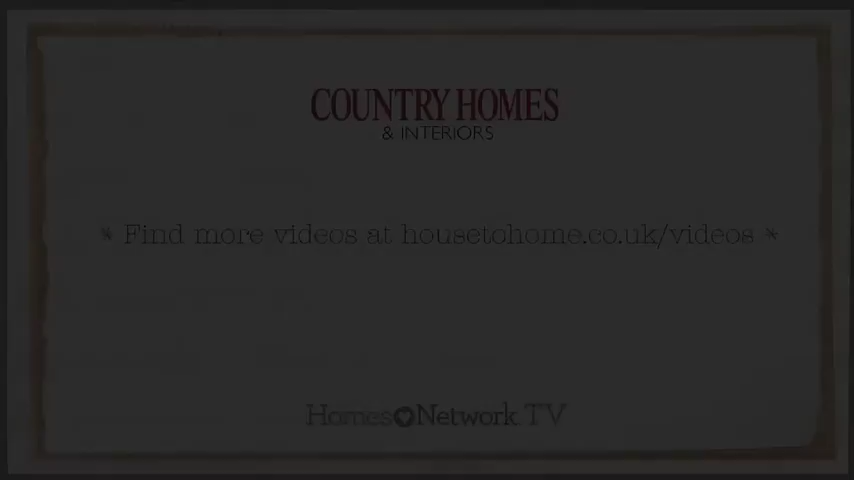 COUNTRY HOMES
& INTERIORS
* Find more videos at housetohome.co.uk/videos *
Homes Network.TV